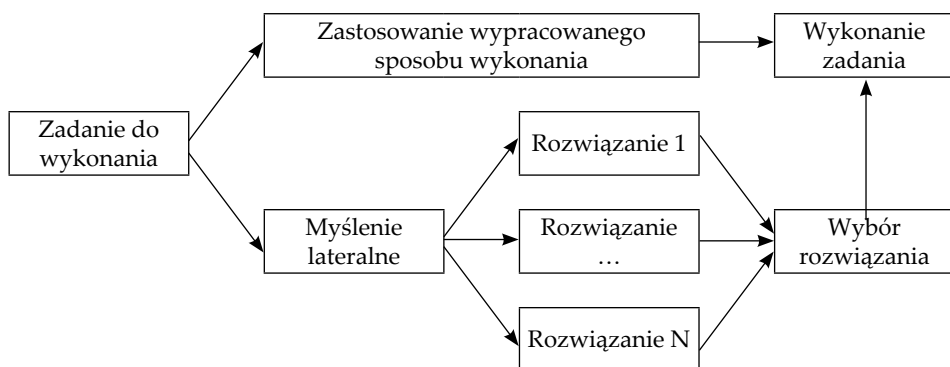 Zastosowanie wypracowanego
sposobu wykonania
Wykonanie
zadania
Zadanie do
wykonania
Rozwiązanie 1
Myślenie
lateralne
Rozwiązanie
…
Wybór
rozwiązania
Rozwiązanie N